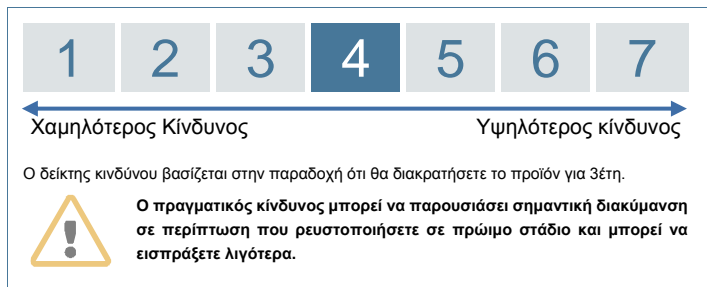 1 2 3 4 5 6 7
Χαμηλότερος Κίνδυνος Υψηλότερος κίνδυνος
Ο δείκτης κινδύνου βασίζεται στην παραδοχή ότι θα διακρατήσετε το προϊόν για 3έτη.
Ο πραγματικός κίνδυνος μπορεί να παρουσιάσει σημαντική διακύμανση
σε περίπτωση που ρευστοποιήσετε σε πρώιμο στάδιο και μπορεί να
εισπράξετε λιγότερα.